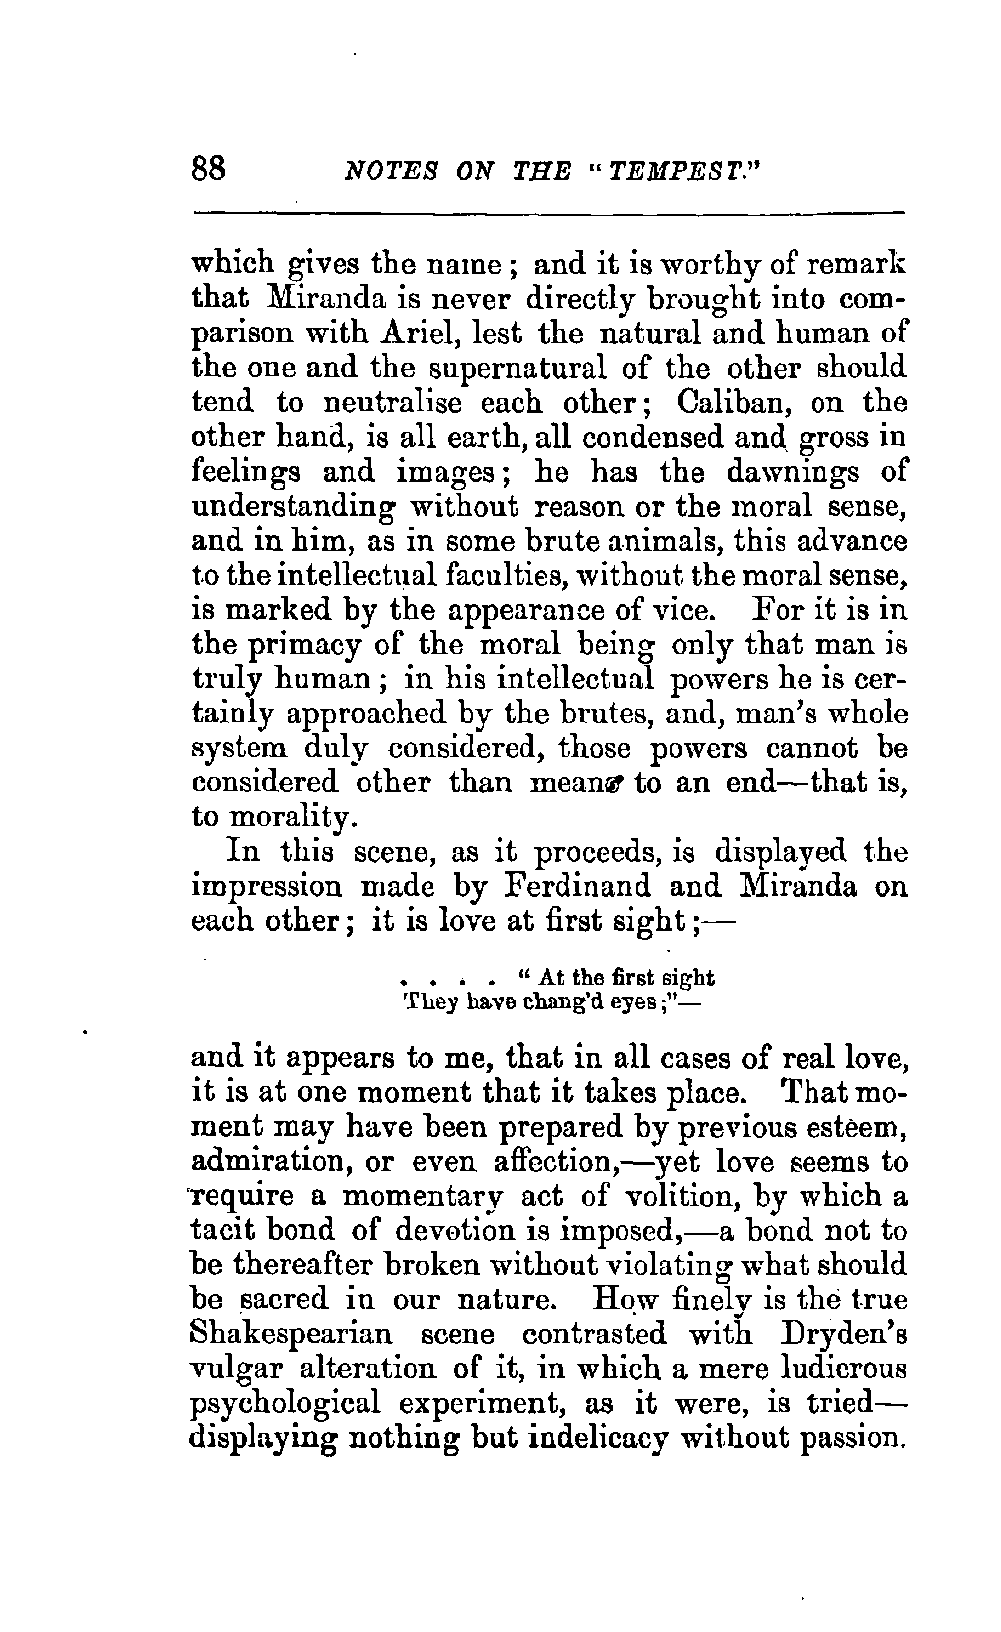 88 NOTES ON THE "TEMPEST."
which gives the name; and it is worthy of remark
that Miranda is never directly brought into com-
parison with Ariel, lest the natural and human of
the one and the supernatural of the other should
tend to neutralise each other; Caliban, on the
other hand, is all earth, all condensed and gross in
feelings and images; he has the dawnings of
understanding without reason or the moral sense,
and in him, as in some brute animals, this advance
to the intellectual faculties, without the moral sense,
is marked by the appearance of vice. For it is in
the primacy of the moral being only that man is
truly human; in his intellectual powers he is cer-
tainly approached by the brutes, and, man's whole
system duly considered, those powers cannot be
considered other than means to an end—that is,
to morality.
In this scene, as it proceeds, is displayed the
impression made by Ferdinand and Miranda on
each other; it is love at first sight;—
. . . . "At the first sight
They have chang'd eyes;"—
and it appears to me, that in all cases of real love,
it is at one moment that it takes place. That mo-
ment may have been prepared by previous esteem,
admiration, or even affection,—yet love seems to
require a momentary act of volition, by which a
tacit bond of devotion is imposed,—a bond not to
be thereafter broken without violating what should
be sacred in our nature. How finely is the true
Shakespearian scene contrasted with Dryden's
vulgar alteration of it, in which a mere ludicrous
psychological experiment, as it were, is tried—
displaying nothing but indelicacy without passion.